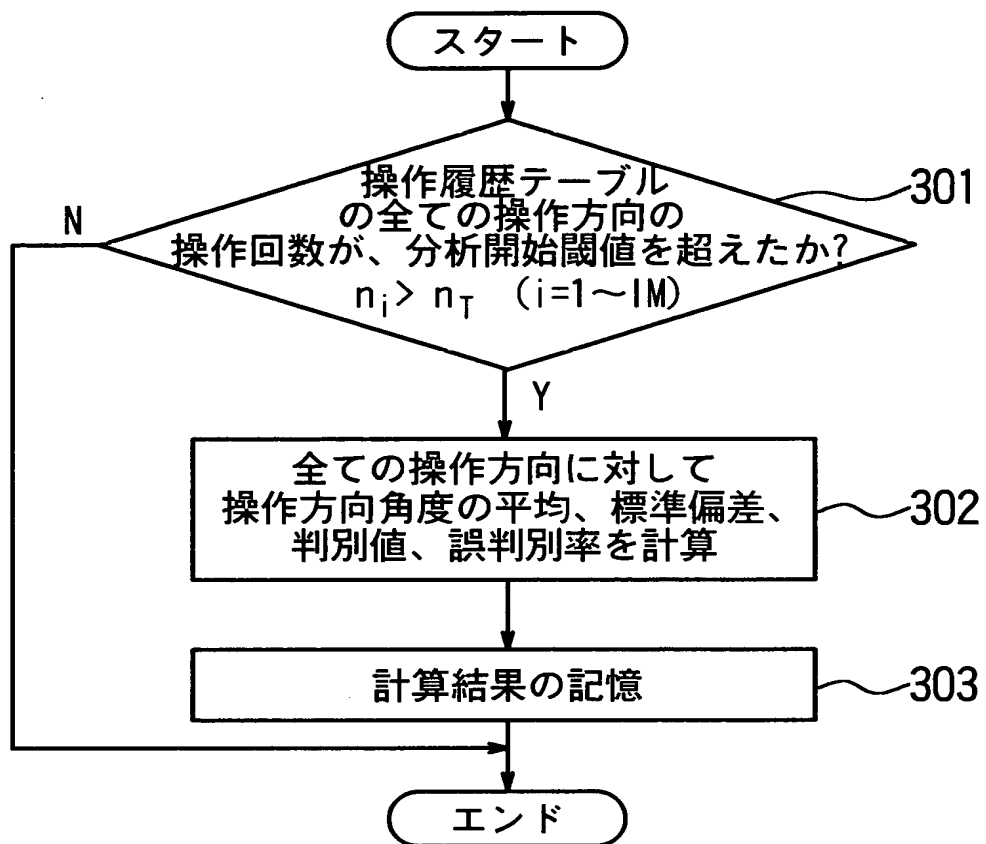 スタート
操作履歴テーブル
の全ての操作方向の
操作回数が、分析開始閾値を超えたか?
nᵢ> n_T (i=1〜IM)
301
N
Y
全ての操作方向に対して
操作方向角度の平均、標準偏差、
判別値、誤判別率を計算
302
計算結果の記憶
303
エンド